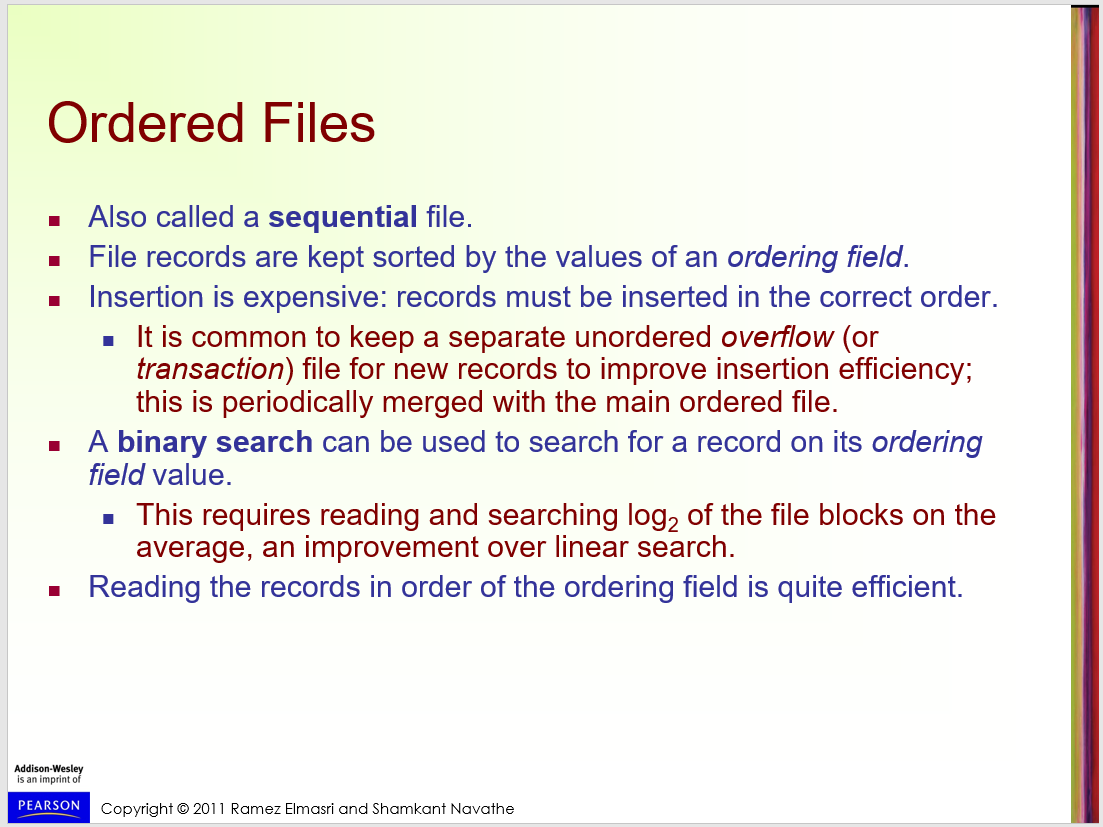 Ordered Files
Also called a sequential file.
File records are kept sorted by the values of an ordering field.
Insertion is expensive: records must be inserted in the correct order.
It is common to keep a separate unordered overflow (or
transaction) file for new records to improve insertion efficiency;
this is periodically merged with the main ordered file.
A binary search can be used to search for a record on its ordering
field value.
This requires reading and searching log2 of the file blocks on the
average, an improvement over linear search.
Reading the records in order of the ordering field is quite efficient.
Addison-Wesley
is an imprint of
PEARSON
Copyright © 2011 Ramez Elmasri and Shamkant Navathe